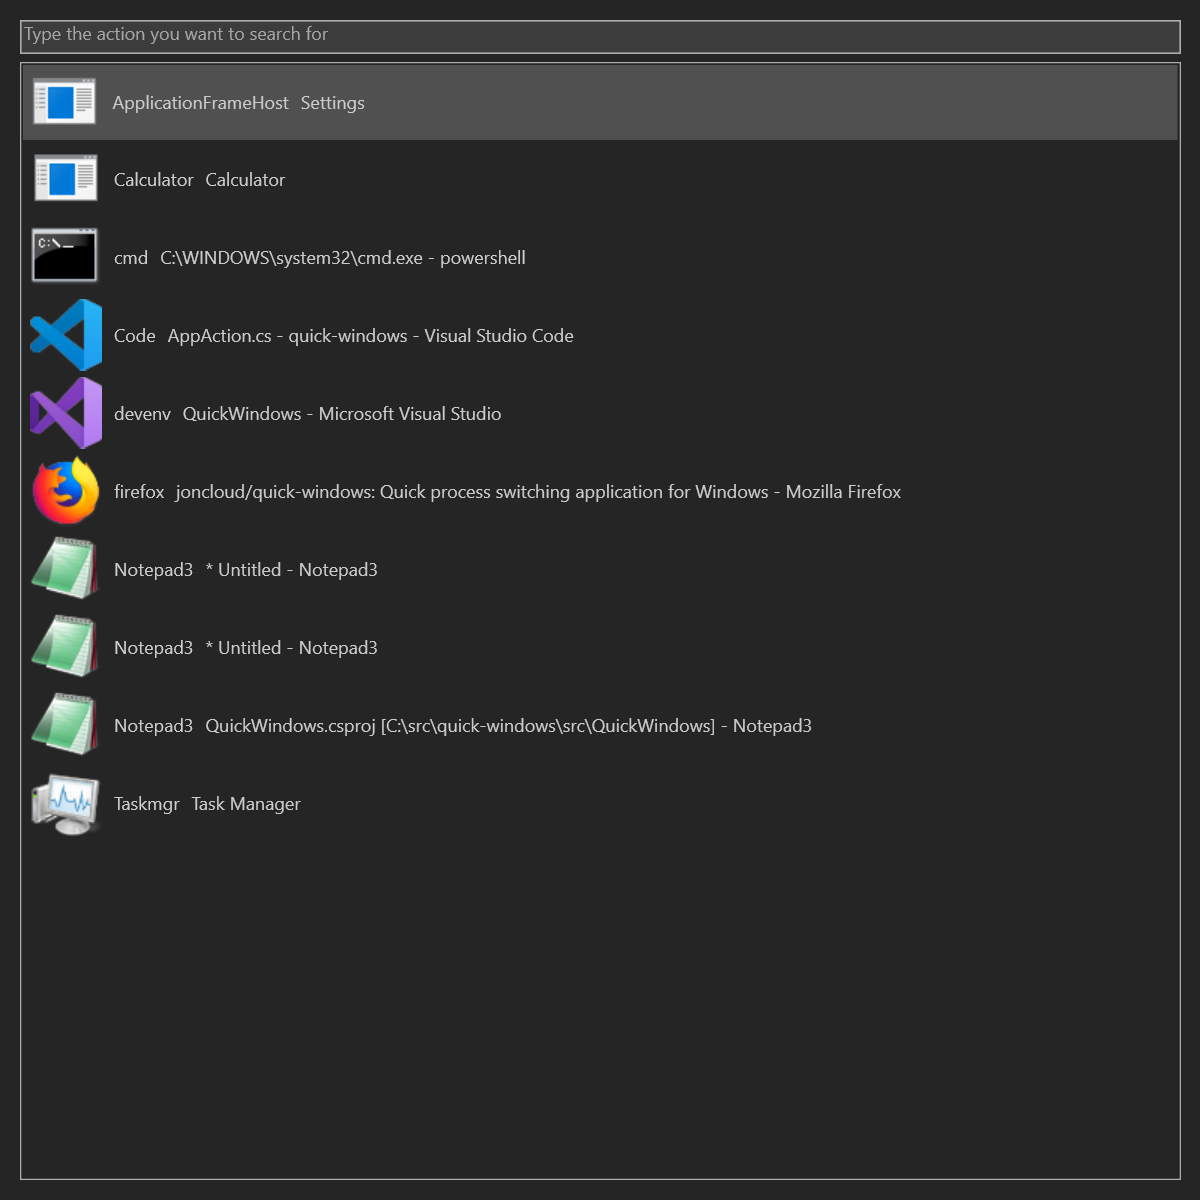 Type the action you want to search for
ApplicationFrameHost Settings
Calculator Calculator
C:\_
cmd C:\WINDOWS\system32\cmd.exe - powershell
Code AppAction.cs - quick-windows - Visual Studio Code
devenv QuickWindows - Microsoft Visual Studio
firefox joncloud/quick-windows: Quick process switching application for Windows - Mozilla Firefox
Notepad3 * Untitled - Notepad3
Notepad3 * Untitled - Notepad3
Notepad3 QuickWindows.csproj [C:\src\quick-windows\src\QuickWindows] - Notepad3
Taskmgr Task Manager